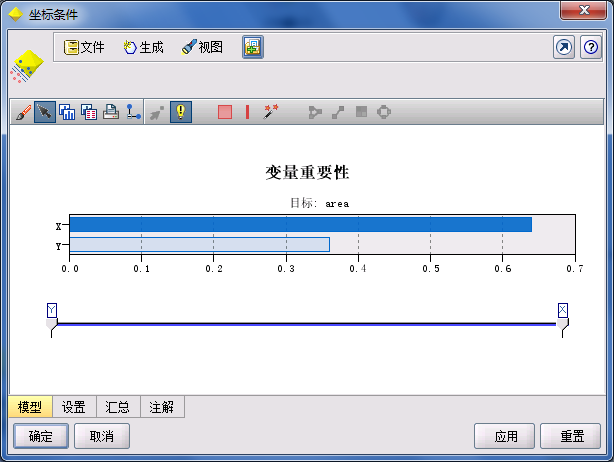 坐标条件
文件 生成 视图
变量重要性
目标: area
X
Y
0.0 0.1 0.2 0.3 0.4 0.5 0.6 0.7
Y X
模型 设置 汇总 注解
确定 取消 应用 重置